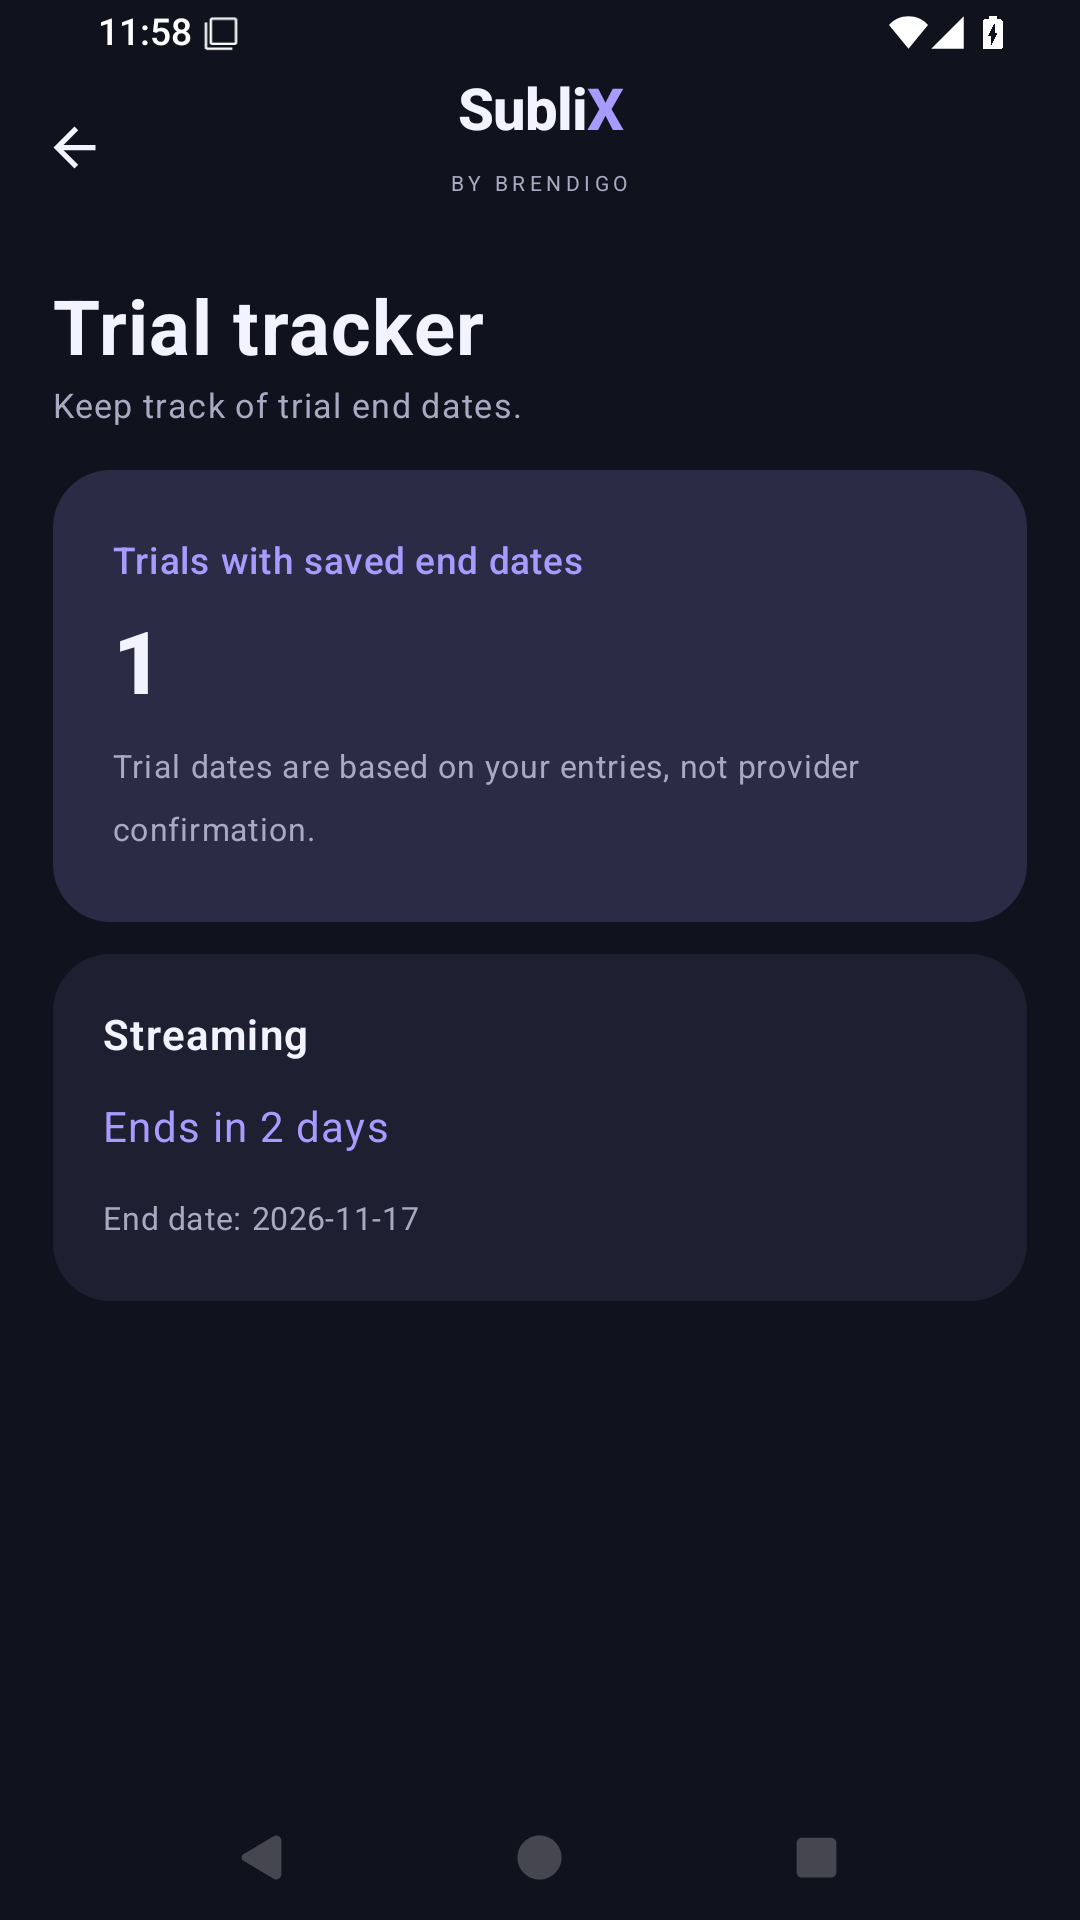 11:58
SubliX
BY BRENDIGO
Trial tracker
Keep track of trial end dates.
Trials with saved end dates
1
Trial dates are based on your entries, not provider
confirmation.
Streaming
Ends in 2 days
End date: 2026-11-17